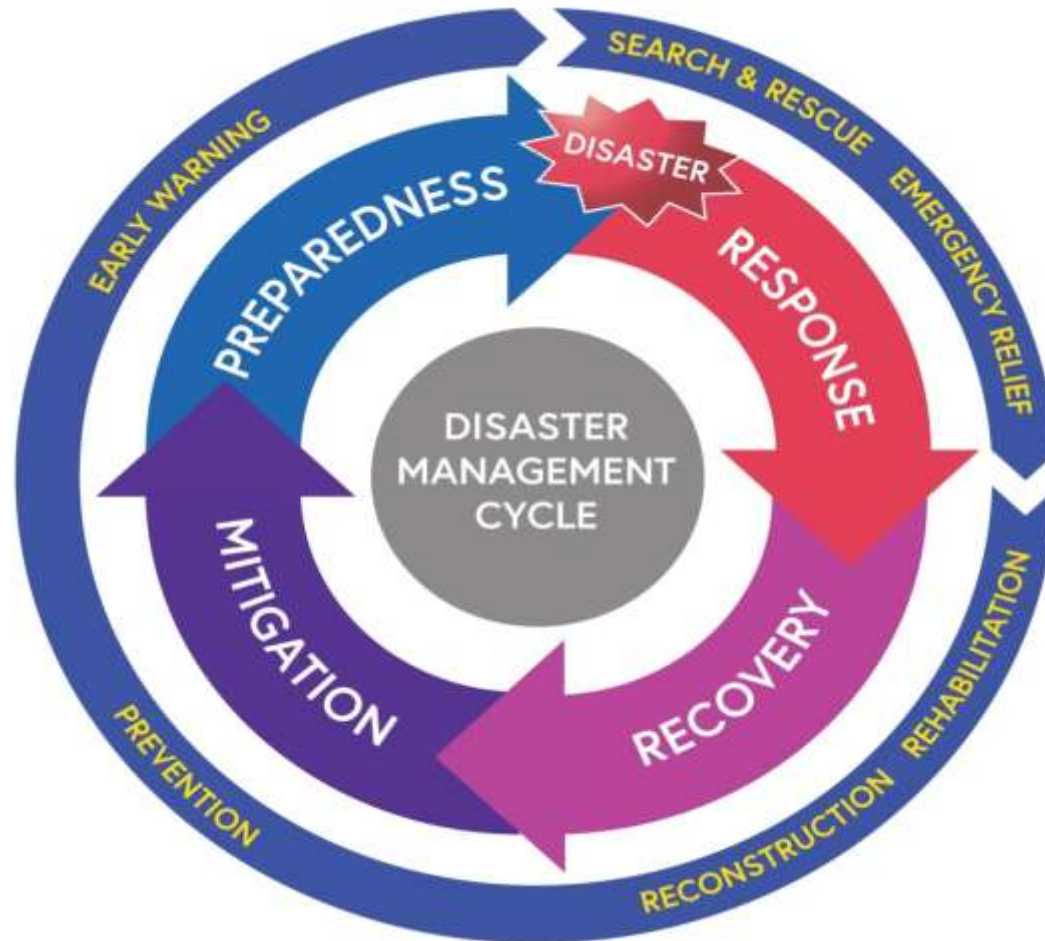 SEARCH & RESCUE
EMERGENCY RELIEF
REHABILITATION
RECONSTRUCTION
PREVENTION
EARLY WARNING
DISASTER
RESPONSE
RECOVERY
MITIGATION
PREPAREDNESS
DISASTER
MANAGEMENT
CYCLE